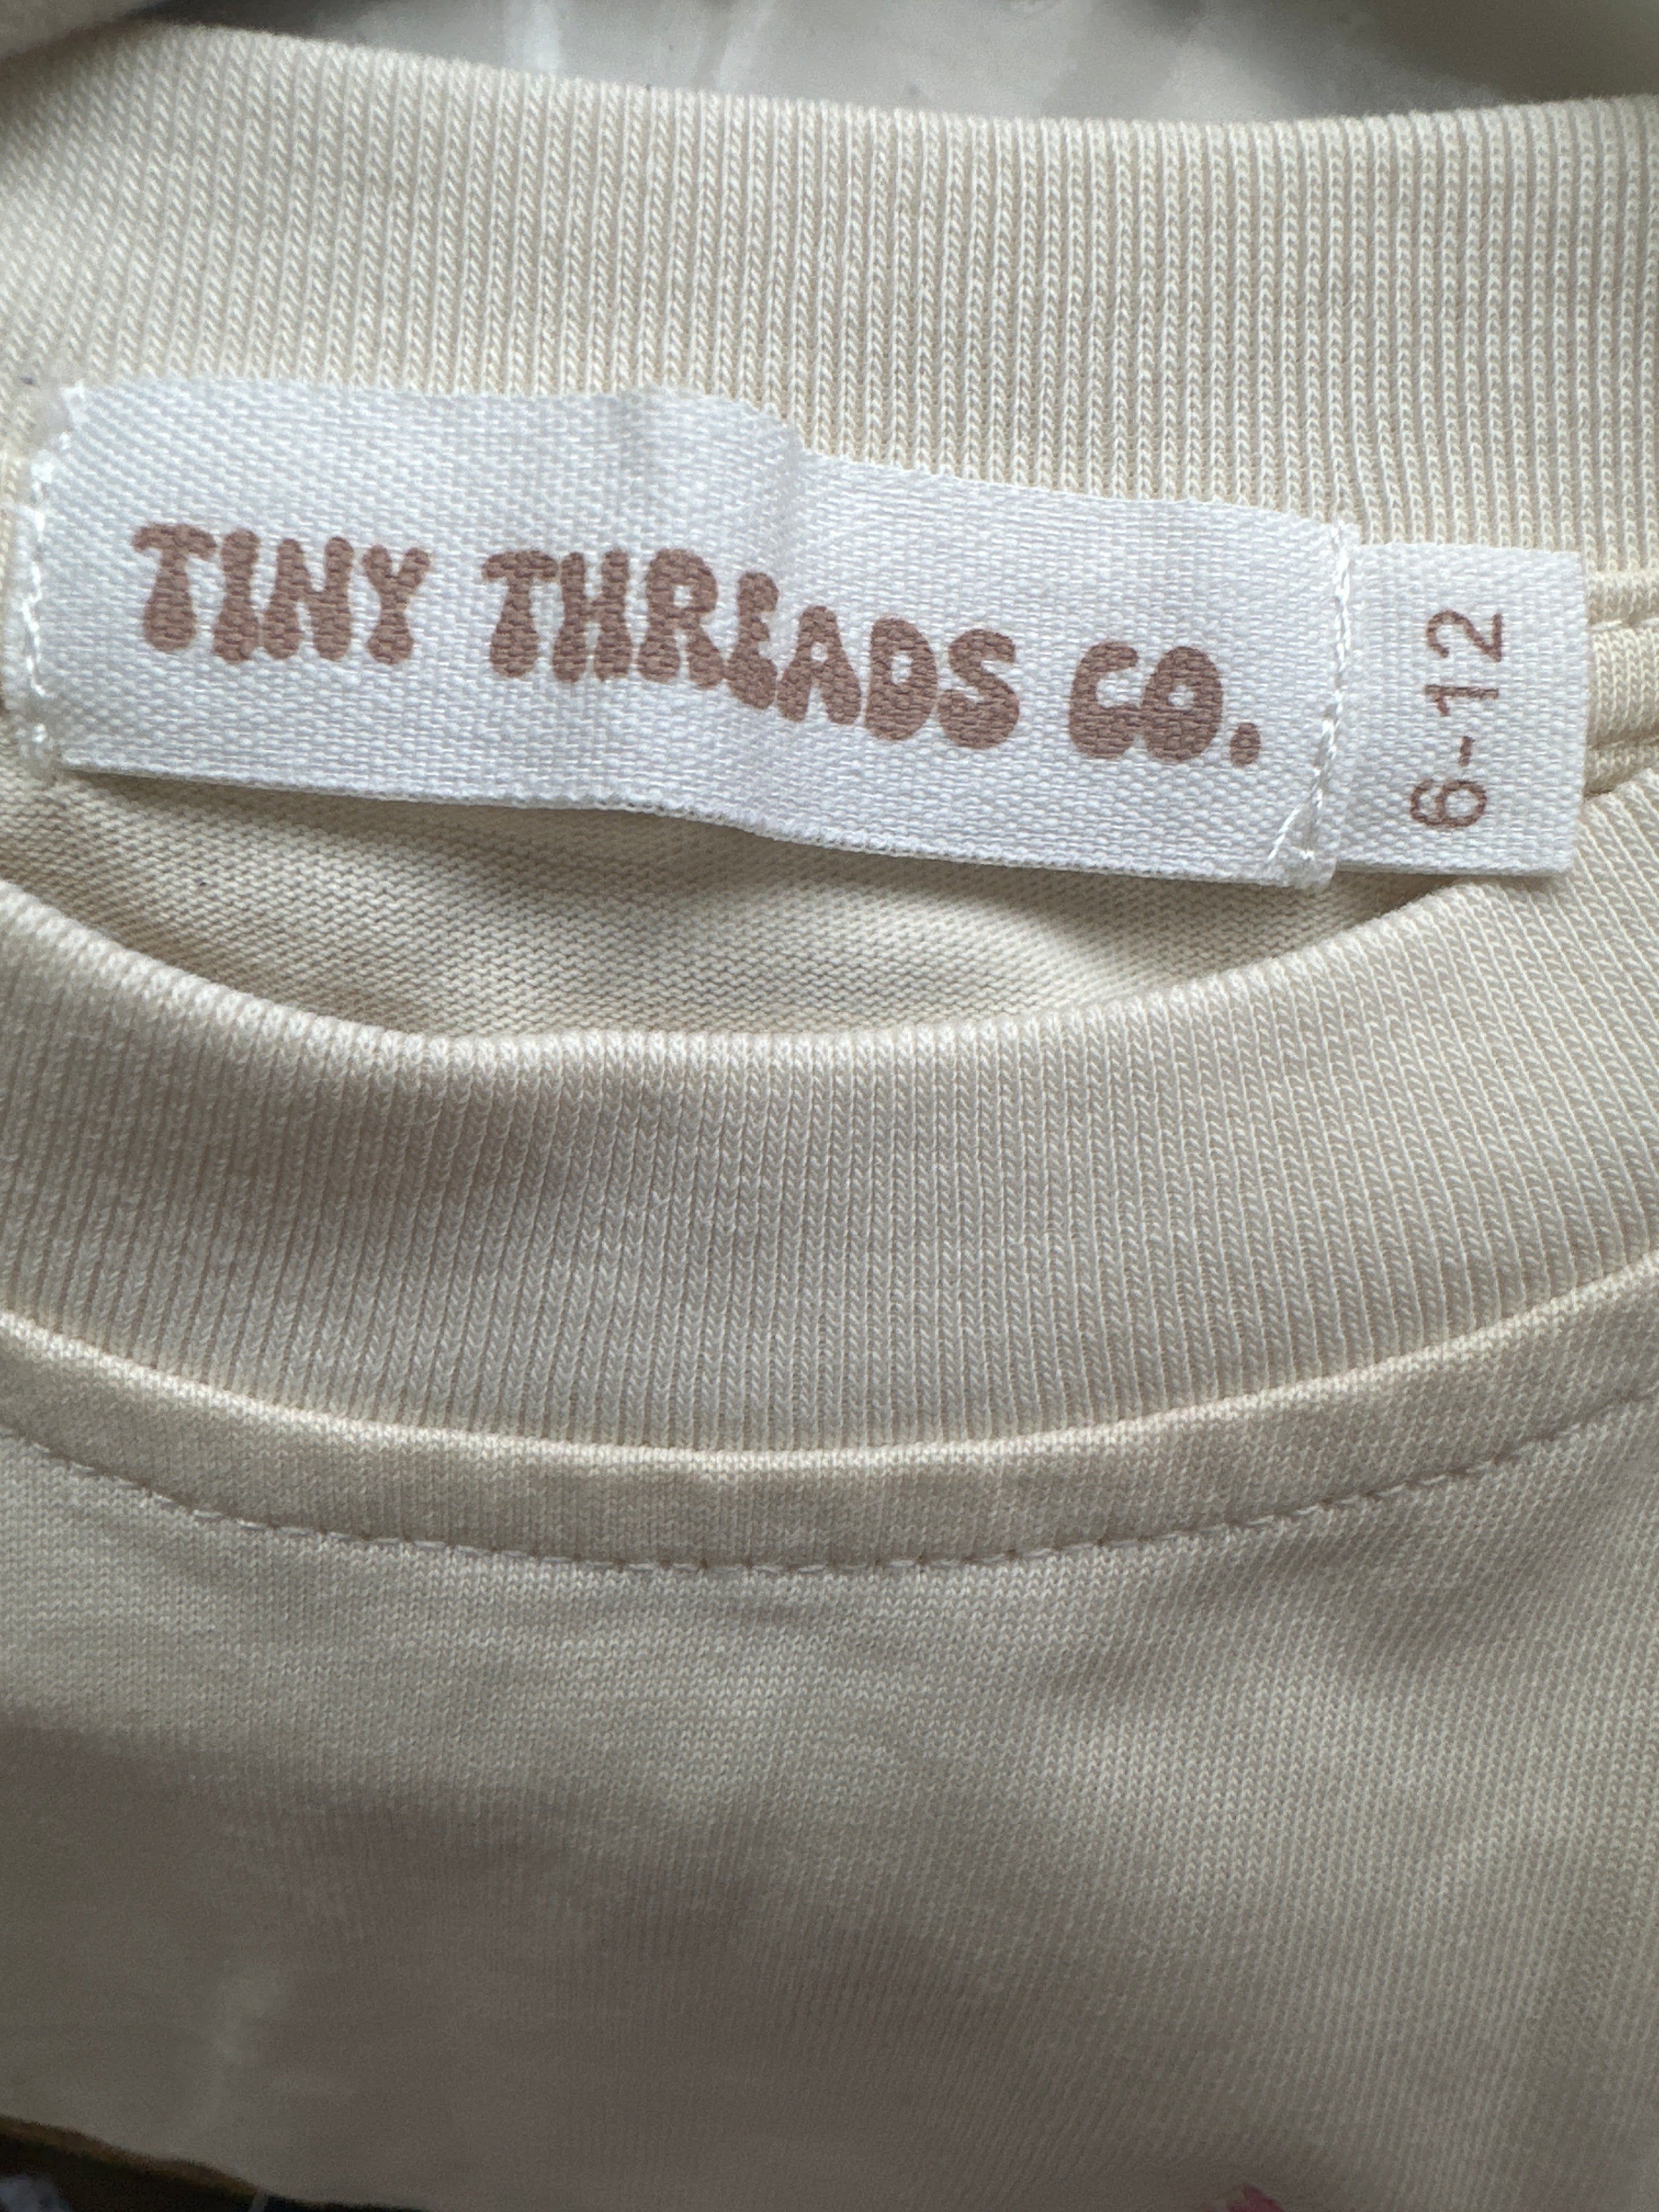 TINY THREADS CO.
6-12